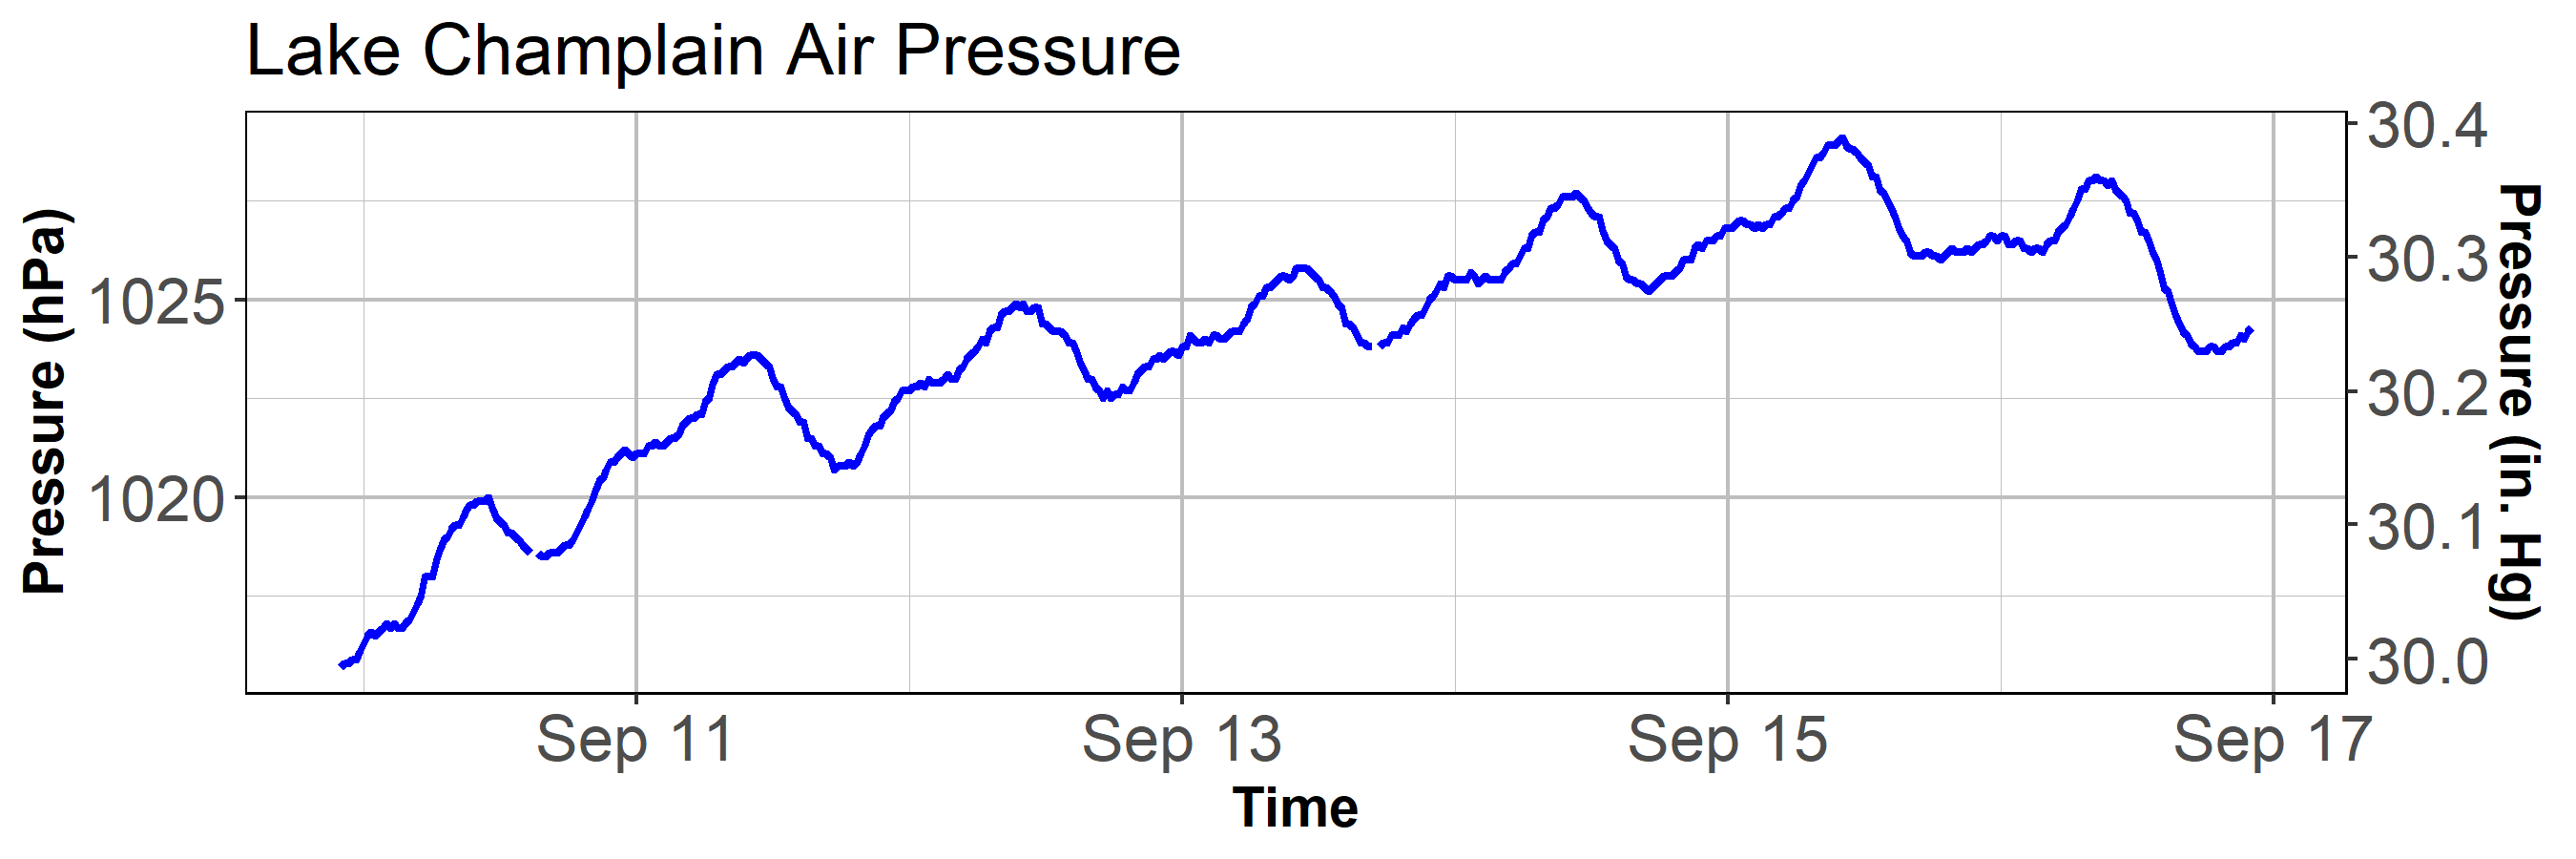 Lake Champlain Air Pressure
Pressure (hPa)
1025
1020
30.4
30.3
30.2
30.1
30.0
Pressure (in. Hg)
Sep 11
Sep 13
Sep 15
Sep 17
Time